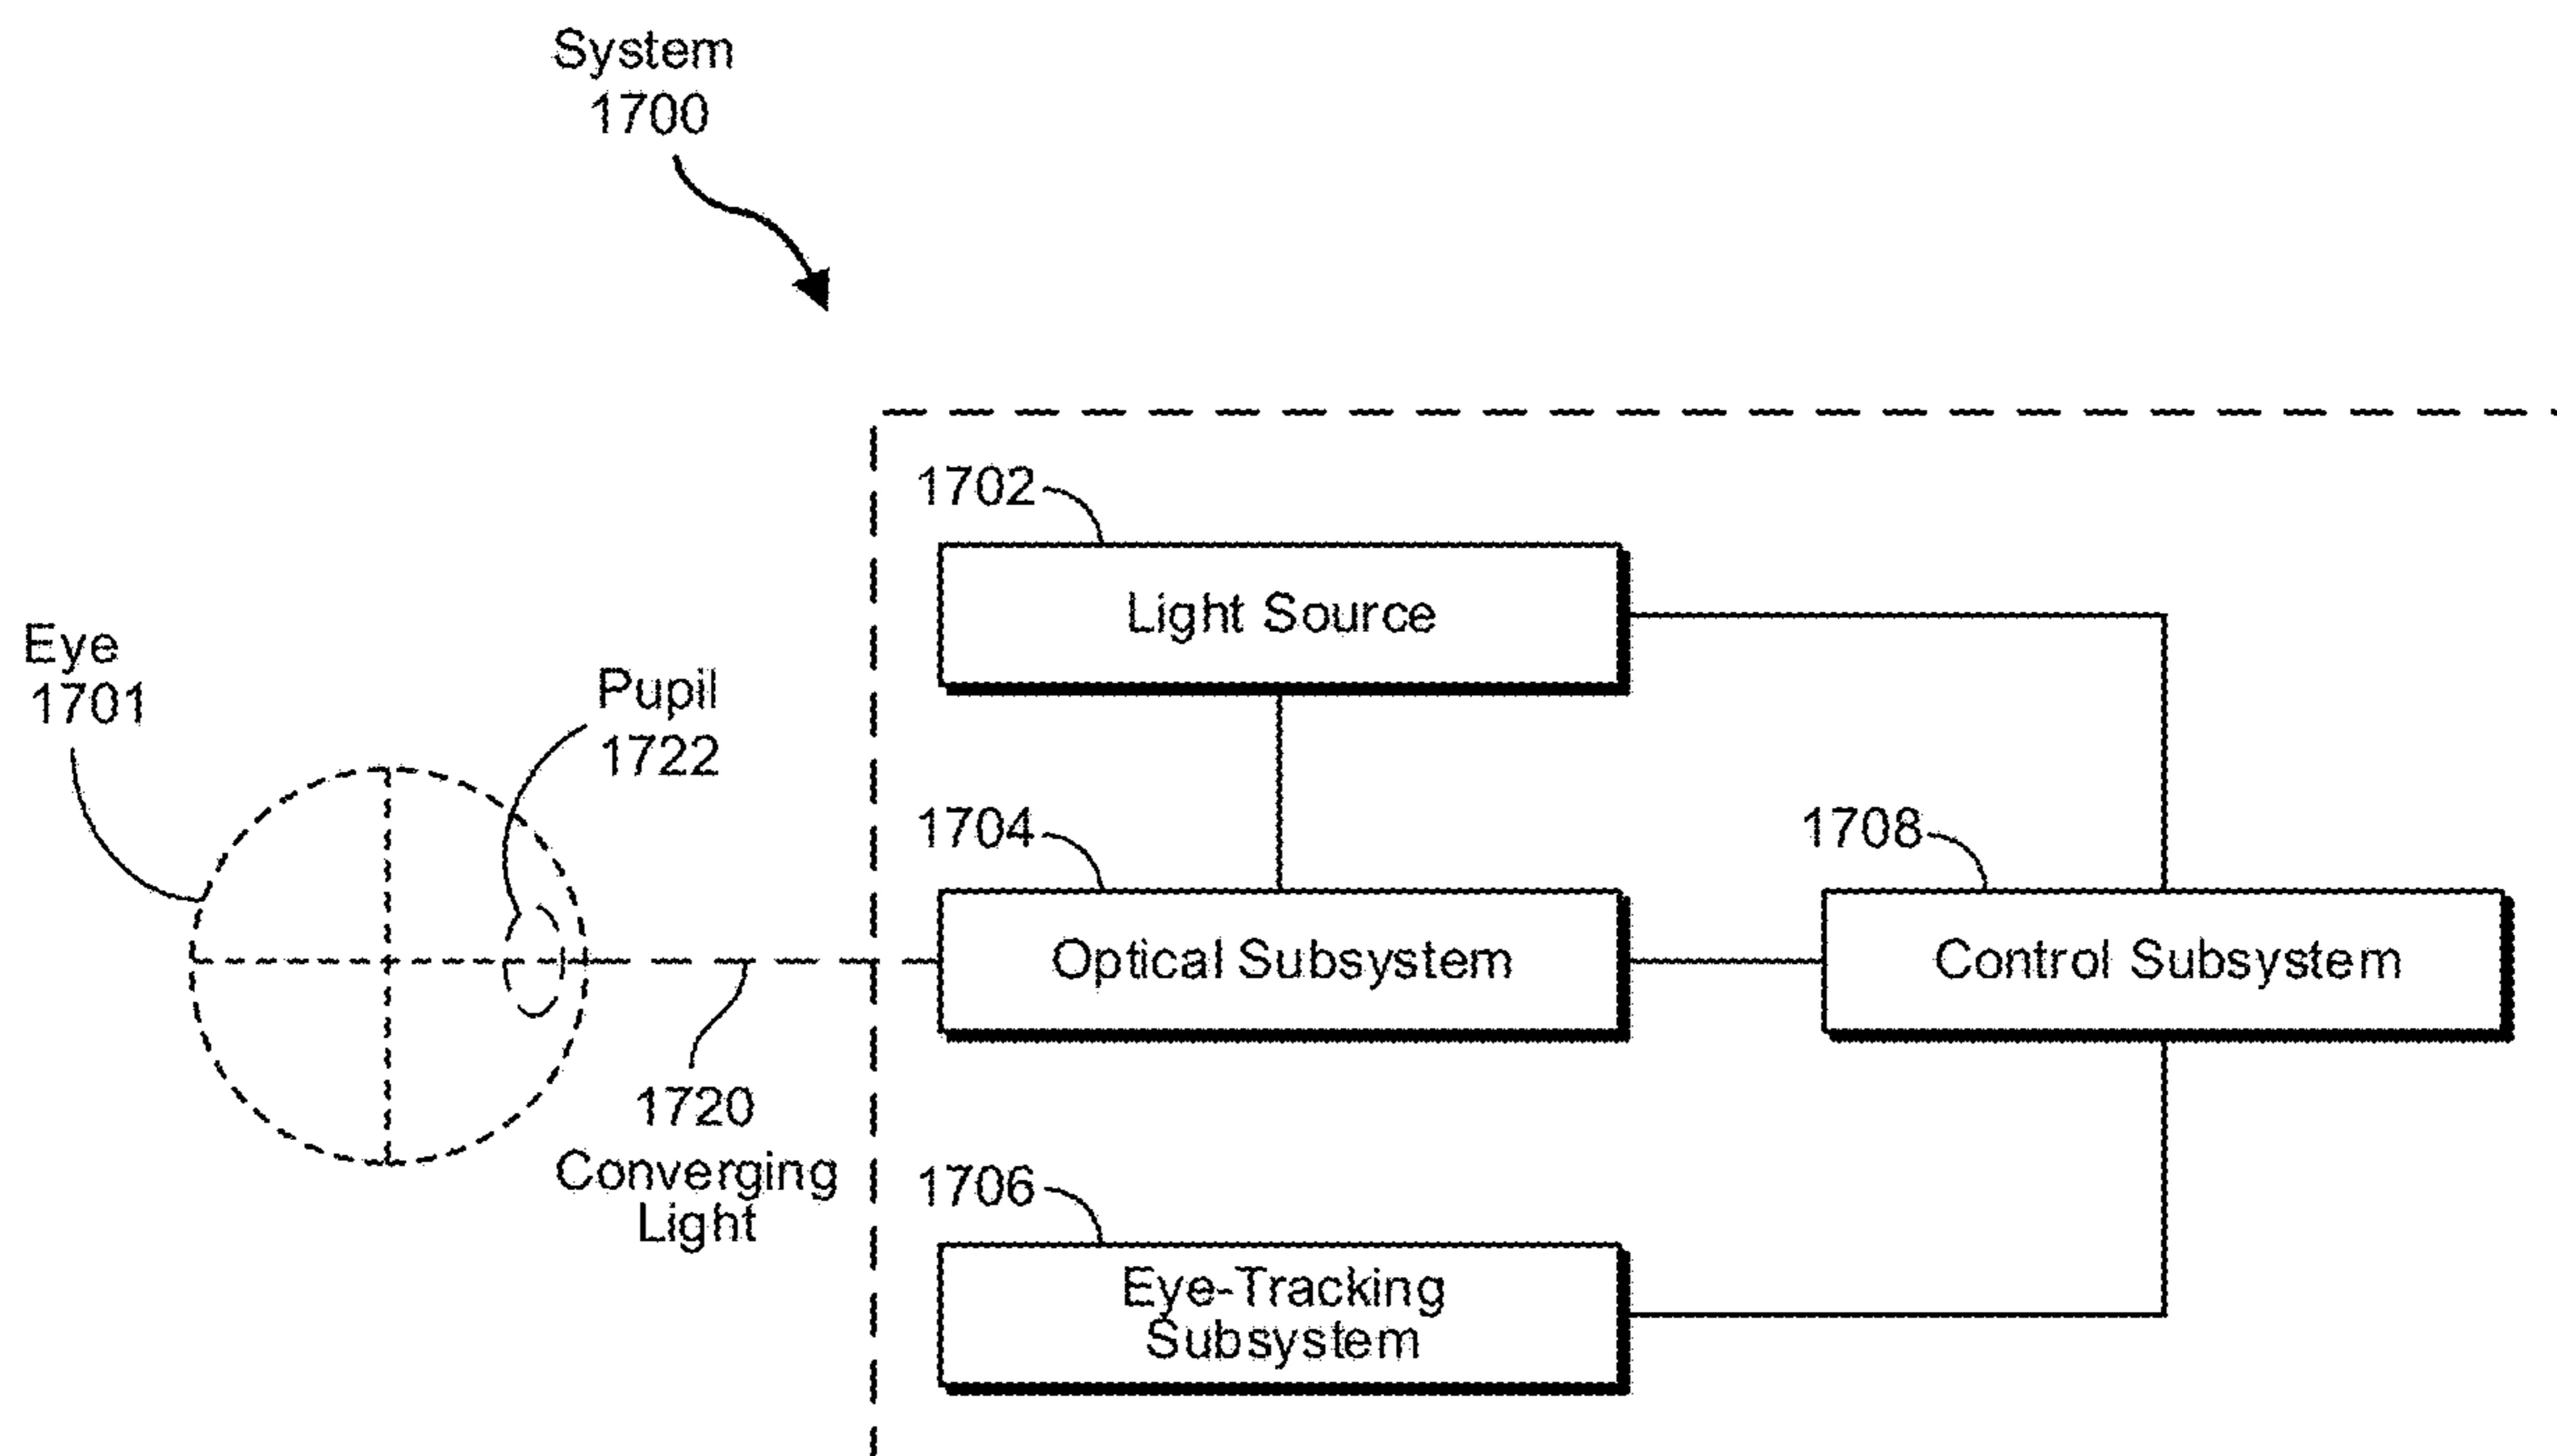 System
1700
1702
Light Source
Eye
1701
Pupil
1722
1704
Optical Subsystem
1708
Control Subsystem
1720
Converging
Light
1706
Eye-Tracking
Subsystem